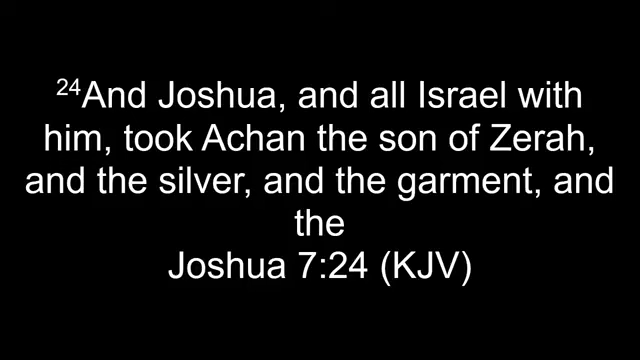 24And Joshua, and all Israel with
him, took Achan the son of Zerah,
and the silver, and the garment, and
the
Joshua 7:24 (KJV)